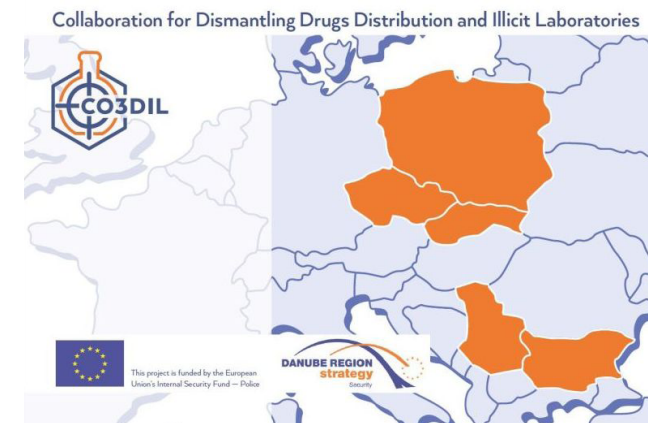 Collaboration for Dismantling Drugs Distribution and Illicit Laboratories
CO3DIL
This project is funded by the European
Union's Internal Security Fund — Police
DANUBE REGION
strategy
Security